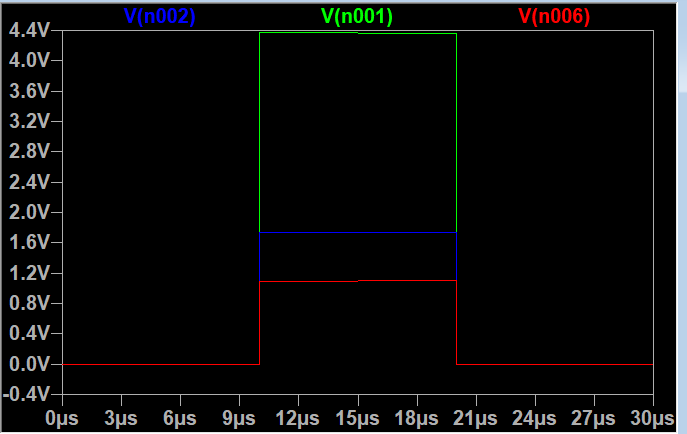 V(n002) V(n001) V(n006)
4.4V
4.0V
3.6V
3.2V
2.8V
2.4V
2.0V
1.6V
1.2V
0.8V
0.4V
0.0V
-0.4V
0µs 3µs 6µs 9µs 12µs 15µs 18µs 21µs 24µs 27µs 30µs